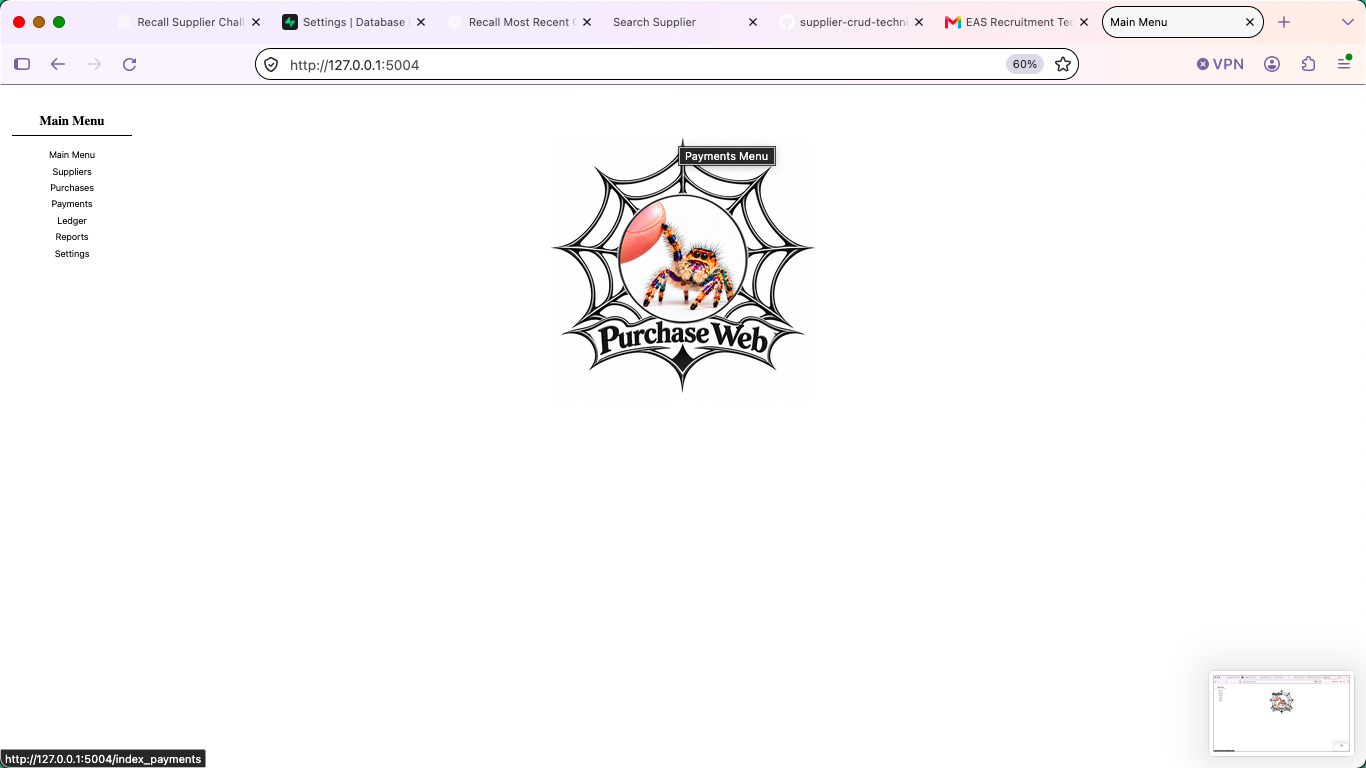 Recall Supplier Chall
Settings | Database
Recall Most Recent
Search Supplier
supplier-crud-techni
EAS Recruitment Tec
Main Menu
http://127.0.0.1:5004
60%
VPN
Main Menu
Main Menu
Suppliers
Purchases
Payments
Ledger
Reports
Settings
Payments Menu
Purchase Web
http://127.0.0.1:5004/index_payments